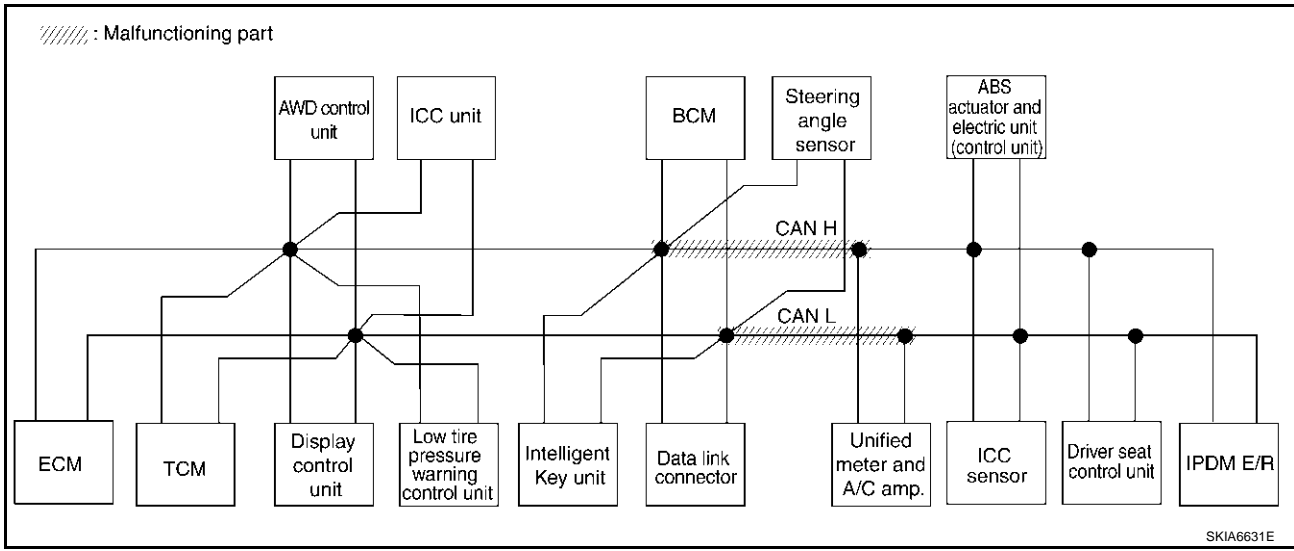 : Malfunctioning part
AWD control
unit
ICC unit
BCM
Steering
angle
sensor
ABS
actuator and
electric unit
(control unit)
CAN H
CAN L
ECM
TCM
Display
control
unit
Low tire
pressure
warning
control unit
Intelligent
Key unit
Data link
connector
Unified
meter and
A/C amp.
ICC
sensor
Driver seat
control unit
IPDM E/R
SKIA6631E